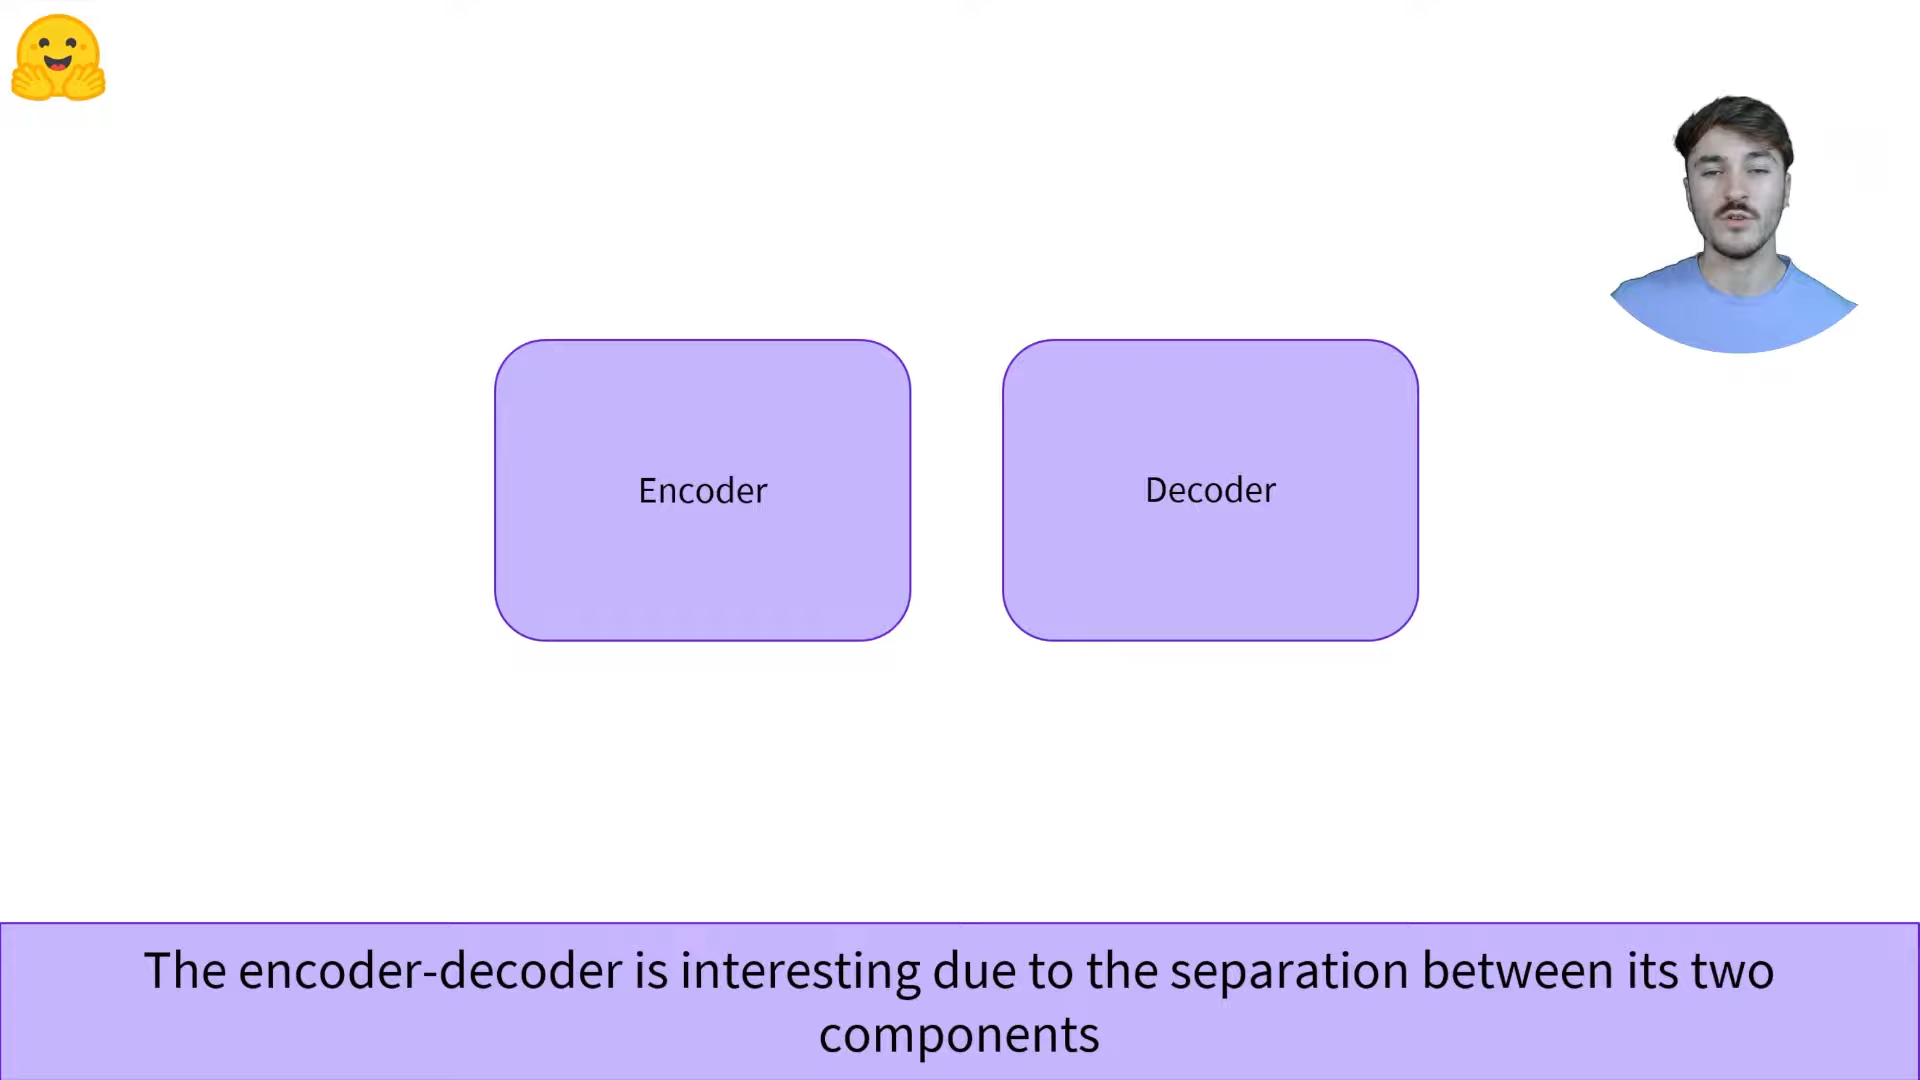 Encoder
Decoder
The encoder-decoder is interesting due to the separation between its two
components